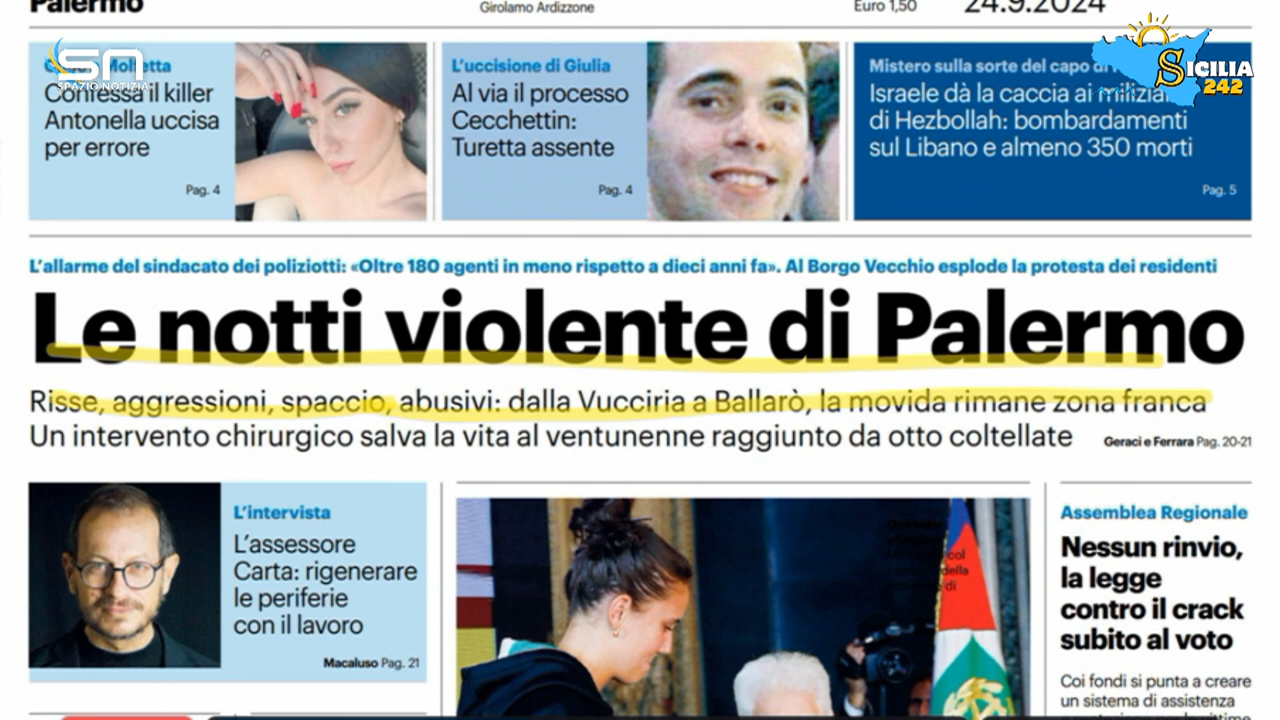 Palermo
Girolamo Ardizzone
Euro 1,50
24.9.2024
SN
SPAZIO NOTIZIA
SICILIA
242
Confessa il killer
Antonella uccisa
per errore
Pag. 4
L'uccisione di Giulia
Al via il processo
Cecchettin:
Turetta assente
Pag. 4
Mistero sulla sorte del capo di
Israele dà la caccia ai
di Hezbollah: bombardamenti
sul Libano e almeno 350 morti
Pag. 5
L'allarme del sindacato dei poliziotti: «Oltre 180 agenti in meno rispetto a dieci anni fa». Al Borgo Vecchio esplode la protesta dei residenti
Le notti violente di Palermo
Risse, aggressioni, spaccio, abusivi: dalla Vucciria a Ballarò, la movida rimane zona franca
Un intervento chirurgico salva la vita al ventunenne raggiunto da otto coltellate
Geraci e Ferrara Pag. 20-21
L'intervista
L'assessore
Carta: rigenerare
le periferie
con il lavoro
Macaluso Pag. 21
col
della
di
Assemblea Regionale
Nessun rinvio,
la legge
contro il crack
subito al voto
Coi fondi si punta a creare
un sistema di assistenza